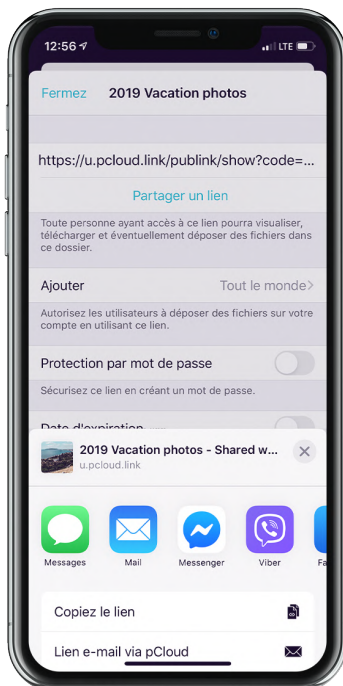 12:56
LTE
Fermez 2019 Vacation photos
https://u.pcloud.link/publink/show?code=...
Partager un lien
Toute personne ayant accès à ce lien pourra visualiser,
télécharger et éventuellement déposer des fichiers dans
ce dossier.
Ajouter Tout le monde>
Autorisez les utilisateurs à déposer des fichiers sur votre
compte en utilisant ce lien.
Protection par mot de passe
Sécurisez ce lien en créant un mot de passe.
Date d'expiration
2019 Vacation photos - Shared w...
u.pcloud.link
Messages Mail Messenger Viber Fa
Copiez le lien
Lien e-mail via pCloud